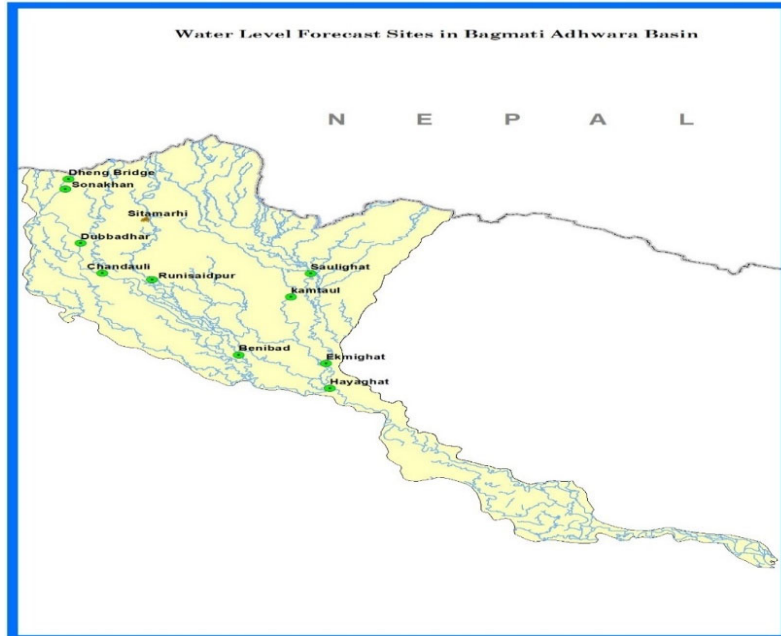 Water Level Forecast Sites in Bagmati Adhwara Basin
N E P A L
Dheng Bridge
Sonakhan
Sitamarhi
Dubbadhar
Chandauli
Runisaidpur
Saulighat
kamtaul
Benibad
Ekmighat
Hayaghat